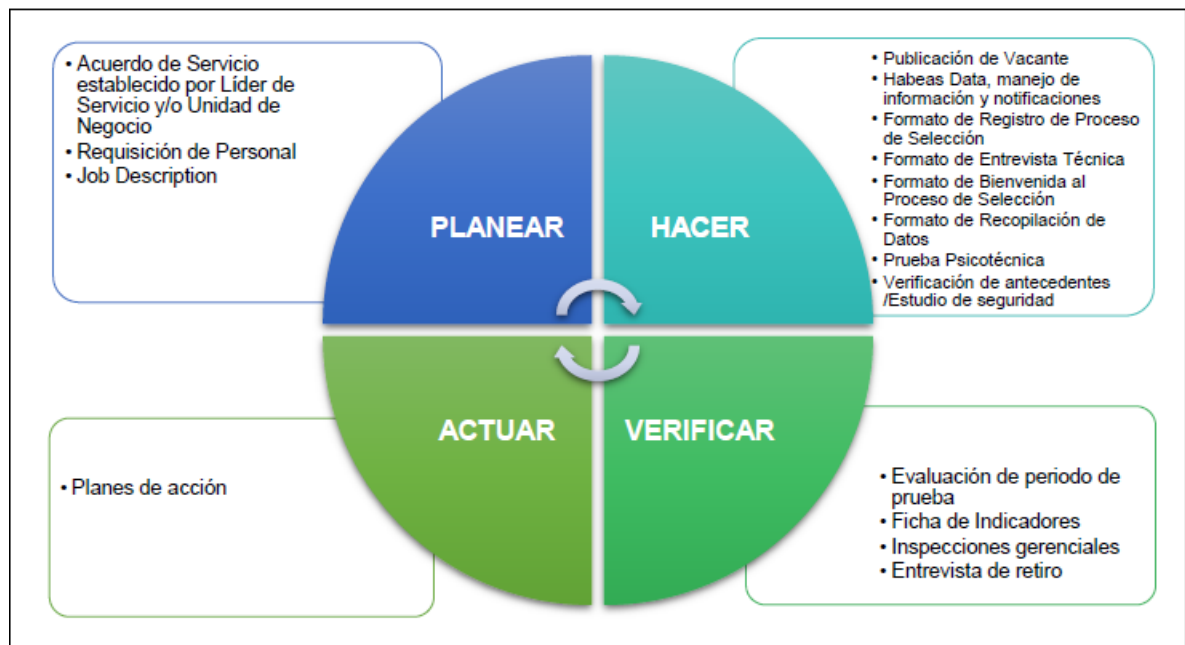 • Acuerdo de Servicio
establecido por Líder de
Servicio y/o Unidad de
Negocio
• Requisición de Personal
• Job Description
PLANEAR
HACER
• Publicación de Vacante
• Habeas Data, manejo de
información y notificaciones
• Formato de Registro de Proceso
de Selección
• Formato de Entrevista Técnica
• Formato de Bienvenida al
Proceso de Selección
• Formato de Recopilación de
Datos
• Prueba Psicotécnica
• Verificación de antecedentes
/Estudio de seguridad
ACTUAR
VERIFICAR
• Planes de acción
• Evaluación de periodo de
prueba
• Ficha de Indicadores
• Inspecciones gerenciales
• Entrevista de retiro